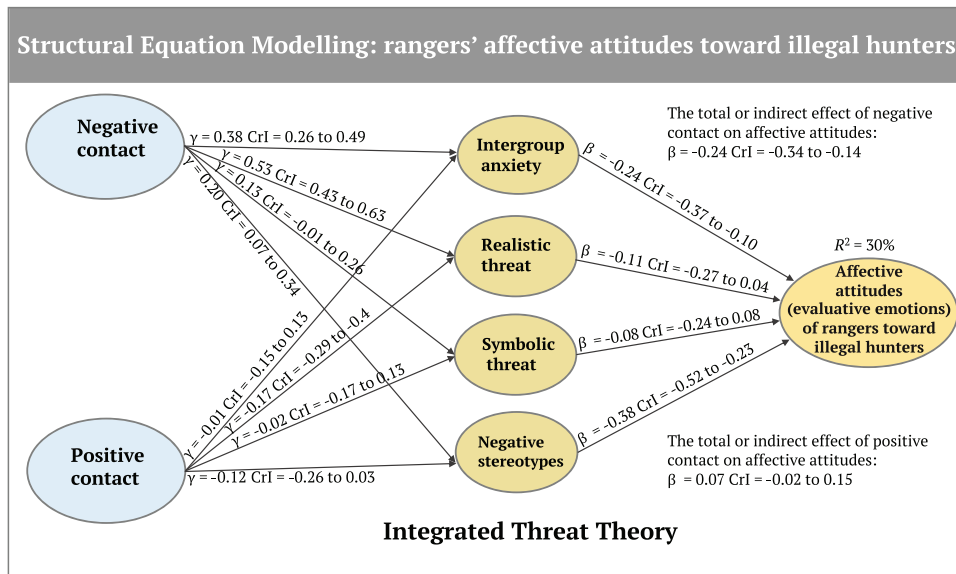 Structural Equation Modelling: rangers’ affective attitudes toward illegal hunters
Negative
contact
γ = 0.38 CrI = 0.26 to 0.49
γ = 0.53 CrI = 0.43 to 0.63
γ = 0.13 CrI = -0.01 to 0.26
γ = 0.20 CrI = 0.07 to 0.34
Positive
contact
γ = -0.01 CrI = -0.15 to 0.13
γ = -0.17 CrI = -0.29 to -0.4
γ = -0.02 CrI = -0.17 to 0.13
γ = -0.12 CrI = -0.26 to 0.03
Intergroup
anxiety
Realistic
threat
Symbolic
threat
Negative
stereotypes
β = -0.24 CrI = -0.37 to -0.10
β = -0.11 CrI = -0.27 to 0.04
β = -0.08 CrI = -0.24 to 0.08
β = -0.38 CrI = -0.52 to -0.23
The total or indirect effect of negative
contact on affective attitudes:
β = -0.24 CrI = -0.34 to -0.14
R² = 30%
Affective
attitudes
(evaluative emotions)
of rangers toward
illegal hunters
The total or indirect effect of positive
contact on affective attitudes:
β = 0.07 CrI = -0.02 to 0.15
Integrated Threat Theory